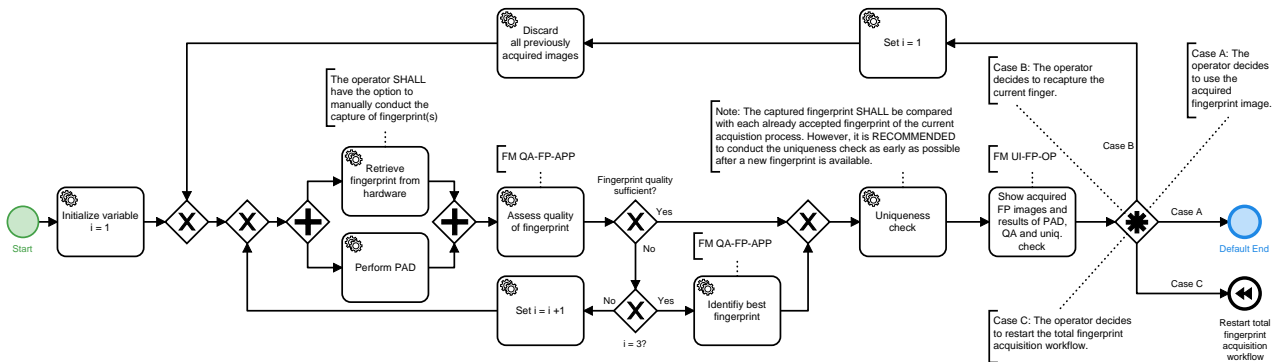 Discard
all previously
acquired images
Set i = 1
Case B: The operator
decides to recapture the
current finger.
Case A: The
operator decides
to use the
acquired
fingerprint image.
The operator SHALL
have the option to
manually conduct the
capture of fingerprint(s)
Note: The captured fingerprint SHALL be compared
with each already accepted fingerprint of the current
acquistion process. However, it is RECOMMENDED
to conduct the uniqueness check as early as possible
after a new fingerprint is available.
Case B
FM QA-FP-APP
FM UI-FP-OP
Retrieve
fingerprint from
hardware
Fingerprint quality
sufficient?
Start
Initialize variable
i = 1
Assess quality
of fingerprint
Yes
Uniqueness
check
Show acquired
FP images and
results of PAD,
QA and uniq.
check
Case A
Default End
No
FM QA-FP-APP
Perform PAD
Set i = i +1
No
Yes
Identifiy best
fingerprint
i = 3?
Case C
Case C: The operator decides
to restart the total fingerprint
acquisition workflow.
Restart total
fingerprint
acquisition
workflow